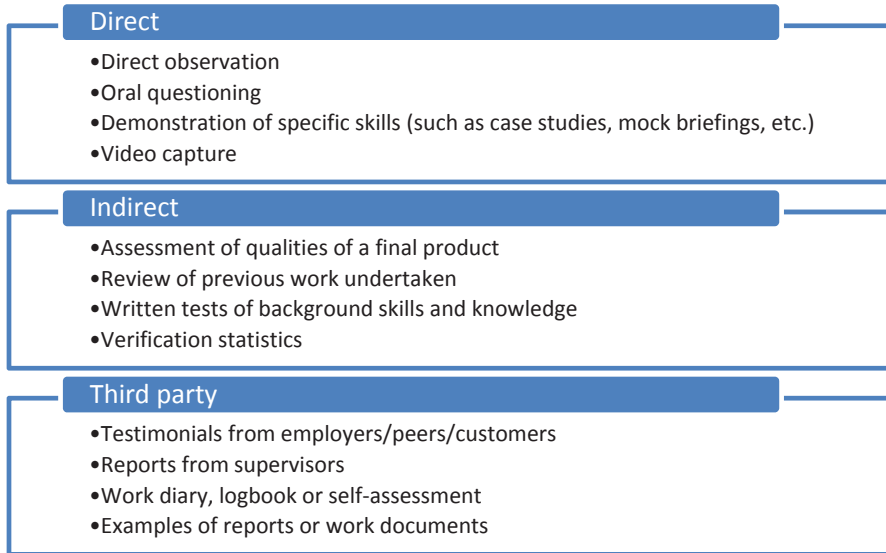 Direct
•Direct observation
•Oral questioning
•Demonstration of specific skills (such as case studies, mock briefings, etc.)
•Video capture
Indirect
•Assessment of qualities of a final product
•Review of previous work undertaken
•Written tests of background skills and knowledge
•Verification statistics
Third party
•Testimonials from employers/peers/customers
•Reports from supervisors
•Work diary, logbook or self-assessment
•Examples of reports or work documents